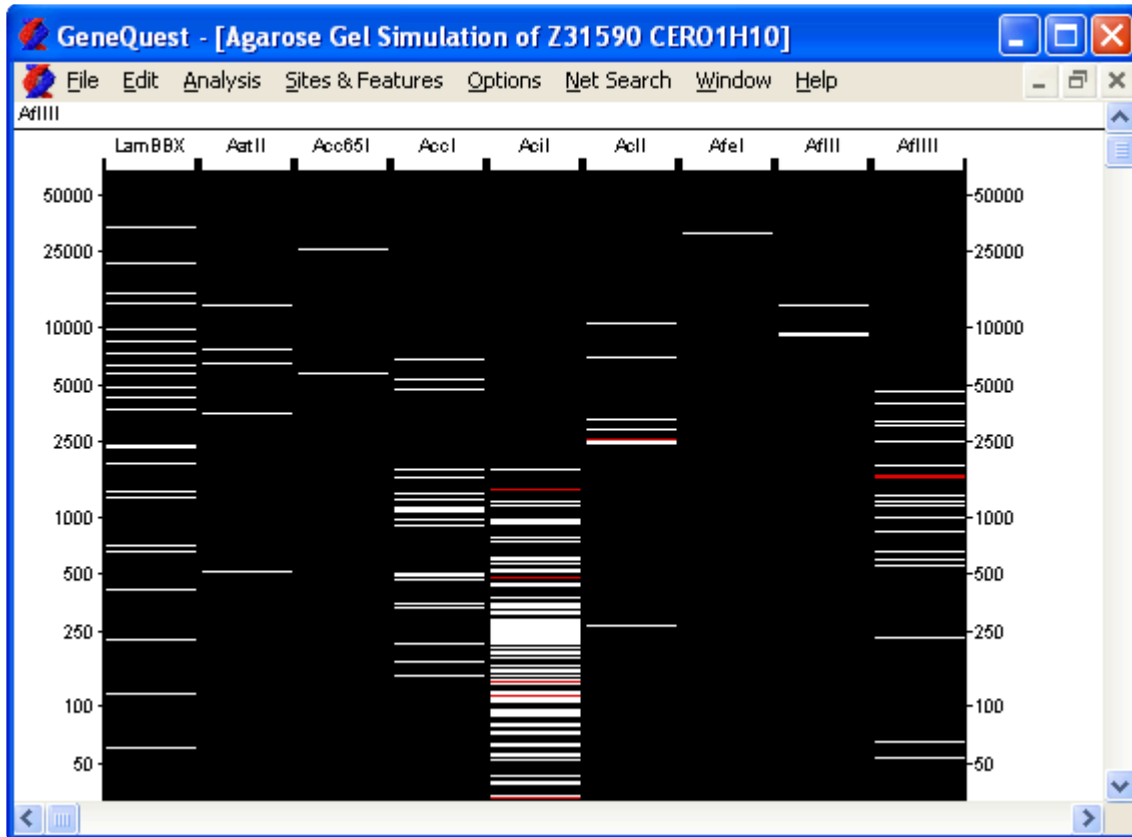 GeneQuest - [Agarose Gel Simulation of Z31590 CERO1H10]
File Edit Analysis Sites & Features Options Net Search Window Help
AflIII
LamBBX AatII Acc65I AccI AciI AclI AfeI AflII AflIII
50000 50000
25000 25000
10000 10000
5000 5000
2500 2500
1000 1000
500 500
250 250
100 100
50 50